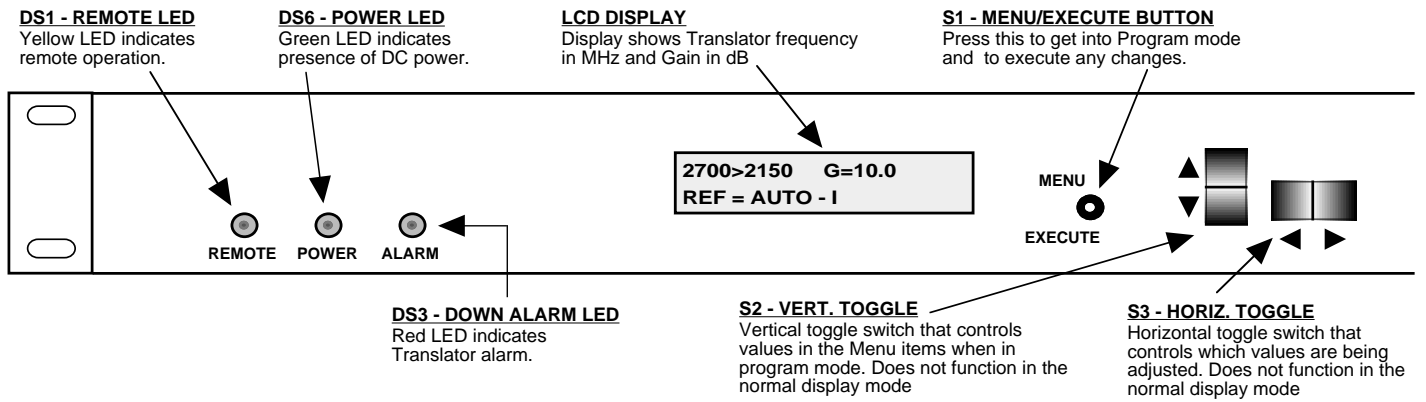 DS1 - REMOTE LED
Yellow LED indicates
remote operation.
DS6 - POWER LED
Green LED indicates
presence of DC power.
LCD DISPLAY
Display shows Translator frequency
in MHz and Gain in dB
S1 - MENU/EXECUTE BUTTON
Press this to get into Program mode
and  to execute any changes.
2700>2150 G=10.0
REF = AUTO - I
MENU
EXECUTE
REMOTE
POWER
ALARM
DS3 - DOWN ALARM LED
Red LED indicates
Translator alarm.
S2 - VERT. TOGGLE
Vertical toggle switch that controls
values in the Menu items when in
program mode. Does not function in the
normal display mode
S3 - HORIZ. TOGGLE
Horizontal toggle switch that
controls which values are being
adjusted. Does not function in the
normal display mode